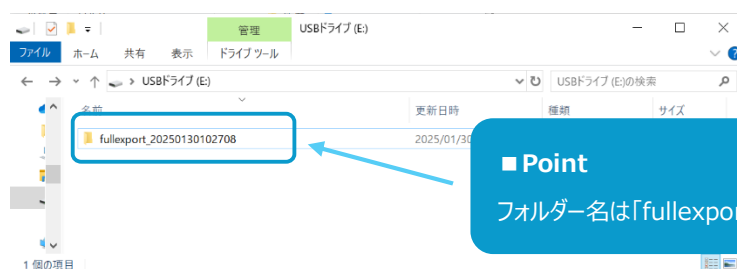 管理 USBドライブ (E:)
ファイル ホーム 共有 表示 ドライブ ツール
USBドライブ (E:) USBドライブ (E:)の検索
名前 更新日時 種類 サイズ
fullexport_20250130102708 2025/01/30
■Point
フォルダー名は「fullexpor
1 個の項目